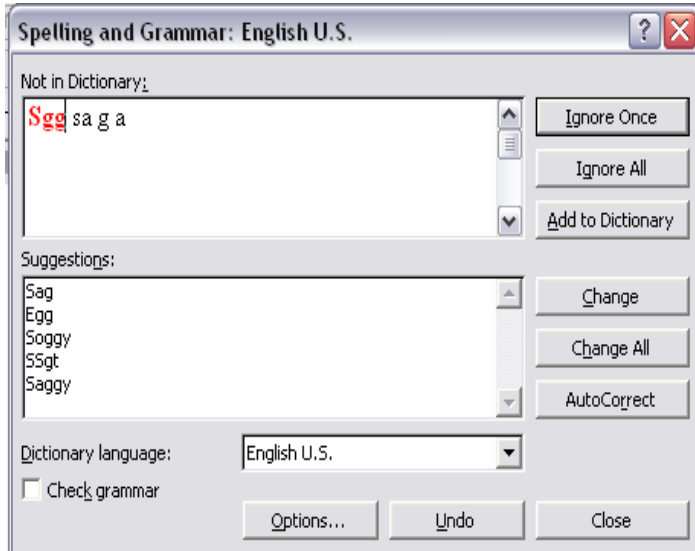 Spelling and Grammar: English U.S.
Not in Dictionary:
Sgg sa g a
Ignore Once
Ignore All
Add to Dictionary
Suggestions:
Sag
Egg
Soggy
SSgt
Saggy
Change
Change All
AutoCorrect
Dictionary language: English U.S.
Check grammar
Options... Undo Close